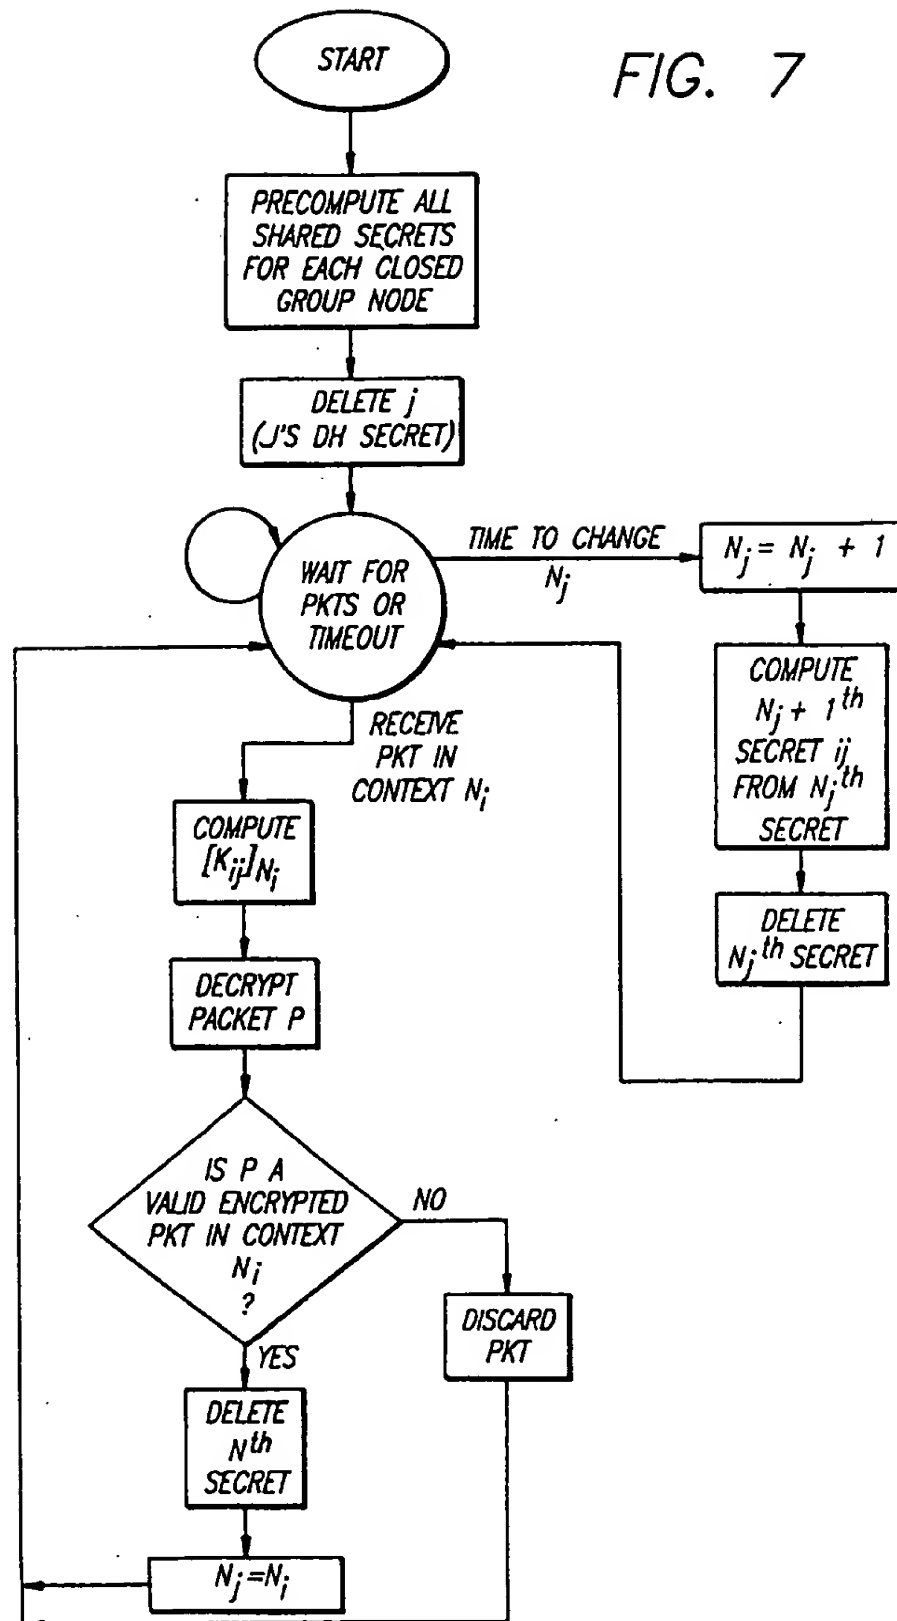 START
FIG. 7
PRECOMPUTE ALL
SHARED SECRETS
FOR EACH CLOSED
GROUP NODE
DELETE j
(J'S DH SECRET)
WAIT FOR
PKTS OR
TIMEOUT
TIME TO CHANGE
Nj
Nj = Nj + 1
COMPUTE
Nj + 1th
SECRET ij
FROM Njth
SECRET
DELETE
Njth SECRET
RECEIVE
PKT IN
CONTEXT Ni
COMPUTE
[Kij]Ni
DECRYPT
PACKET P
IS P A
VALID ENCRYPTED
PKT IN CONTEXT
Ni
?
NO
DISCARD
PKT
YES
DELETE
Nth
SECRET
Nj=Ni